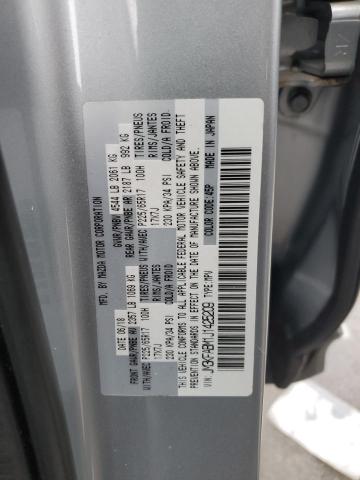 MFD. BY MAZDA MOTOR CORPORATION
DATE: 06/18 GVWR/PNBV 4544 LB 2061 KG
FRONT GAWR/PNBE AV 2357 LB 1069 KG REAR GAWR/PNBE AR 2187 LB 992 KG
WITH/AVEC P225/65R17 100H TIRES/PNEUS WITH/AVEC P225/65R17 100H TIRES/PNEUS
17X7J RIMS/JANTES 17X7J RIMS/JANTES
230 KPA/34 PSI COLD/A FROID. 230 KPA/34 PSI COLD/A FROID.
THIS VEHICLE CONFORMS TO ALL APPLICABLE FEDERAL MOTOR VEHICLE SAFETY AND THEFT
PREVENTION STANDARDS IN EFFECT ON THE DATE OF MANUFACTURE SHOWN ABOVE.
TYPE: MPV COLOR CODE: 45P MADE IN JAPAN
VIN: